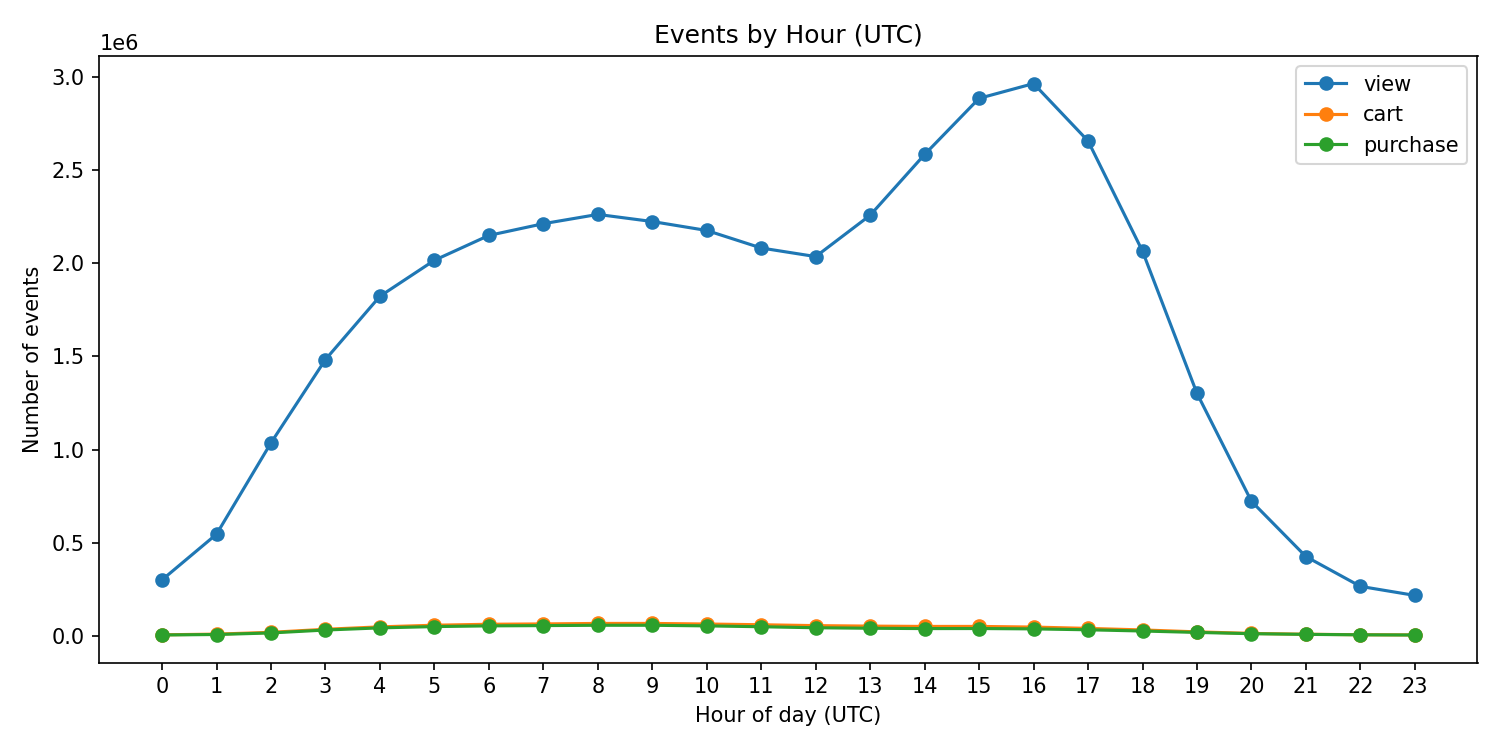 Events by Hour (UTC)
1e6
3.0
2.5
2.0
1.5
1.0
0.5
0.0
Number of events
view
cart
purchase
0 1 2 3 4 5 6 7 8 9 10 11 12 13 14 15 16 17 18 19 20 21 22 23
Hour of day (UTC)